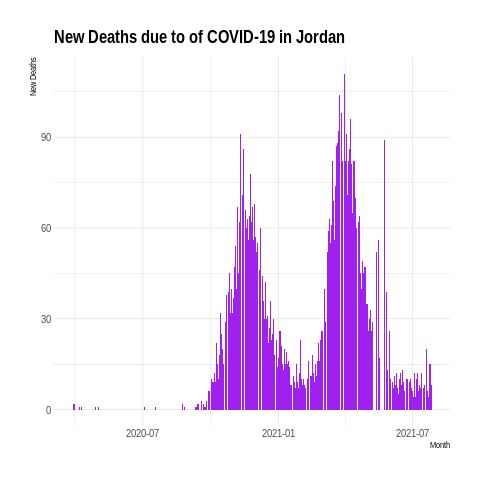 New Deaths due to of COVID-19 in Jordan
New Deaths
90
60
30
0
2020-07
2021-01
2021-07
Month